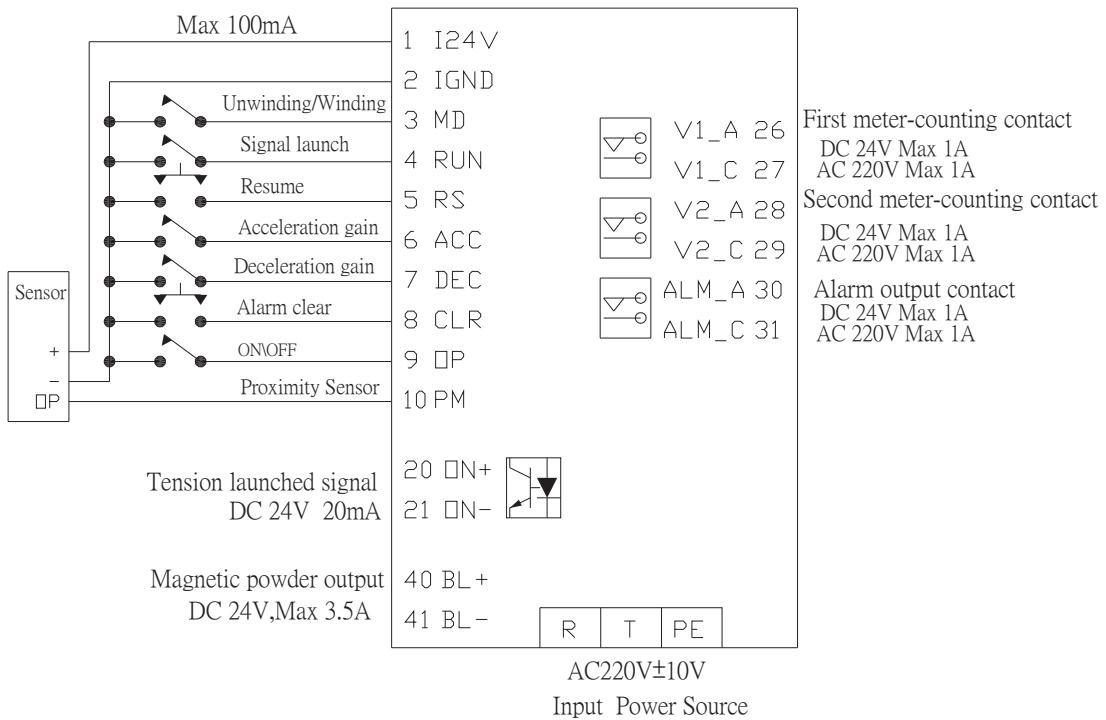 Max 100mA
1 I24V
2 IGND
Unwinding/Winding
3 MD
Signal launch
4 RUN
Resume
5 RS
Acceleration gain
6 ACC
Deceleration gain
7 DEC
Alarm clear
8 CLR
ON\OFF
9 OP
Proximity Sensor
10 PM
Sensor
+
−
OP
Tension launched signal
DC 24V 20mA
20 ON+
21 ON-
Magnetic powder output
DC 24V,Max 3.5A
40 BL+
41 BL-
V1_A 26
V1_C 27
First meter-counting contact
DC 24V Max 1A
AC 220V Max 1A
V2_A 28
V2_C 29
Second meter-counting contact
DC 24V Max 1A
AC 220V Max 1A
ALM_A 30
ALM_C 31
Alarm output contact
DC 24V Max 1A
AC 220V Max 1A
R T PE
AC220V±10V
Input Power Source